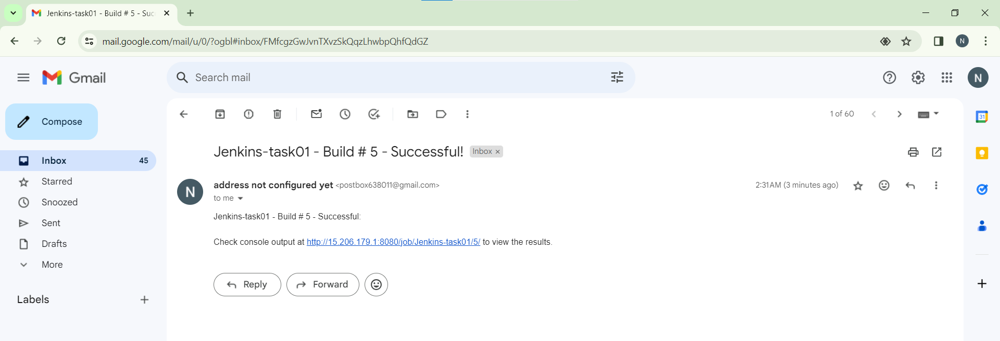 Jenkins-task01 - Build # 5 - Suc
mail.google.com/mail/u/0/?ogbl#inbox/FMfcgzGwJvnTXvzSkQqzLhwbpQhfQdGZ
N
Gmail
Search mail
N
Compose
1 of 60
31
Jenkins-task01 - Build # 5 - Successful!
Inbox ×
Inbox 45
Starred
Snoozed
Sent
Drafts
More
Labels
N
address not configured yet <postbox638011@gmail.com>
2:31 AM (3 minutes ago)
to me
Jenkins-task01 - Build # 5 - Successful:
Check console output at http://15.206.179.1:8080/job/Jenkins-task01/5/ to view the results.
Reply
Forward